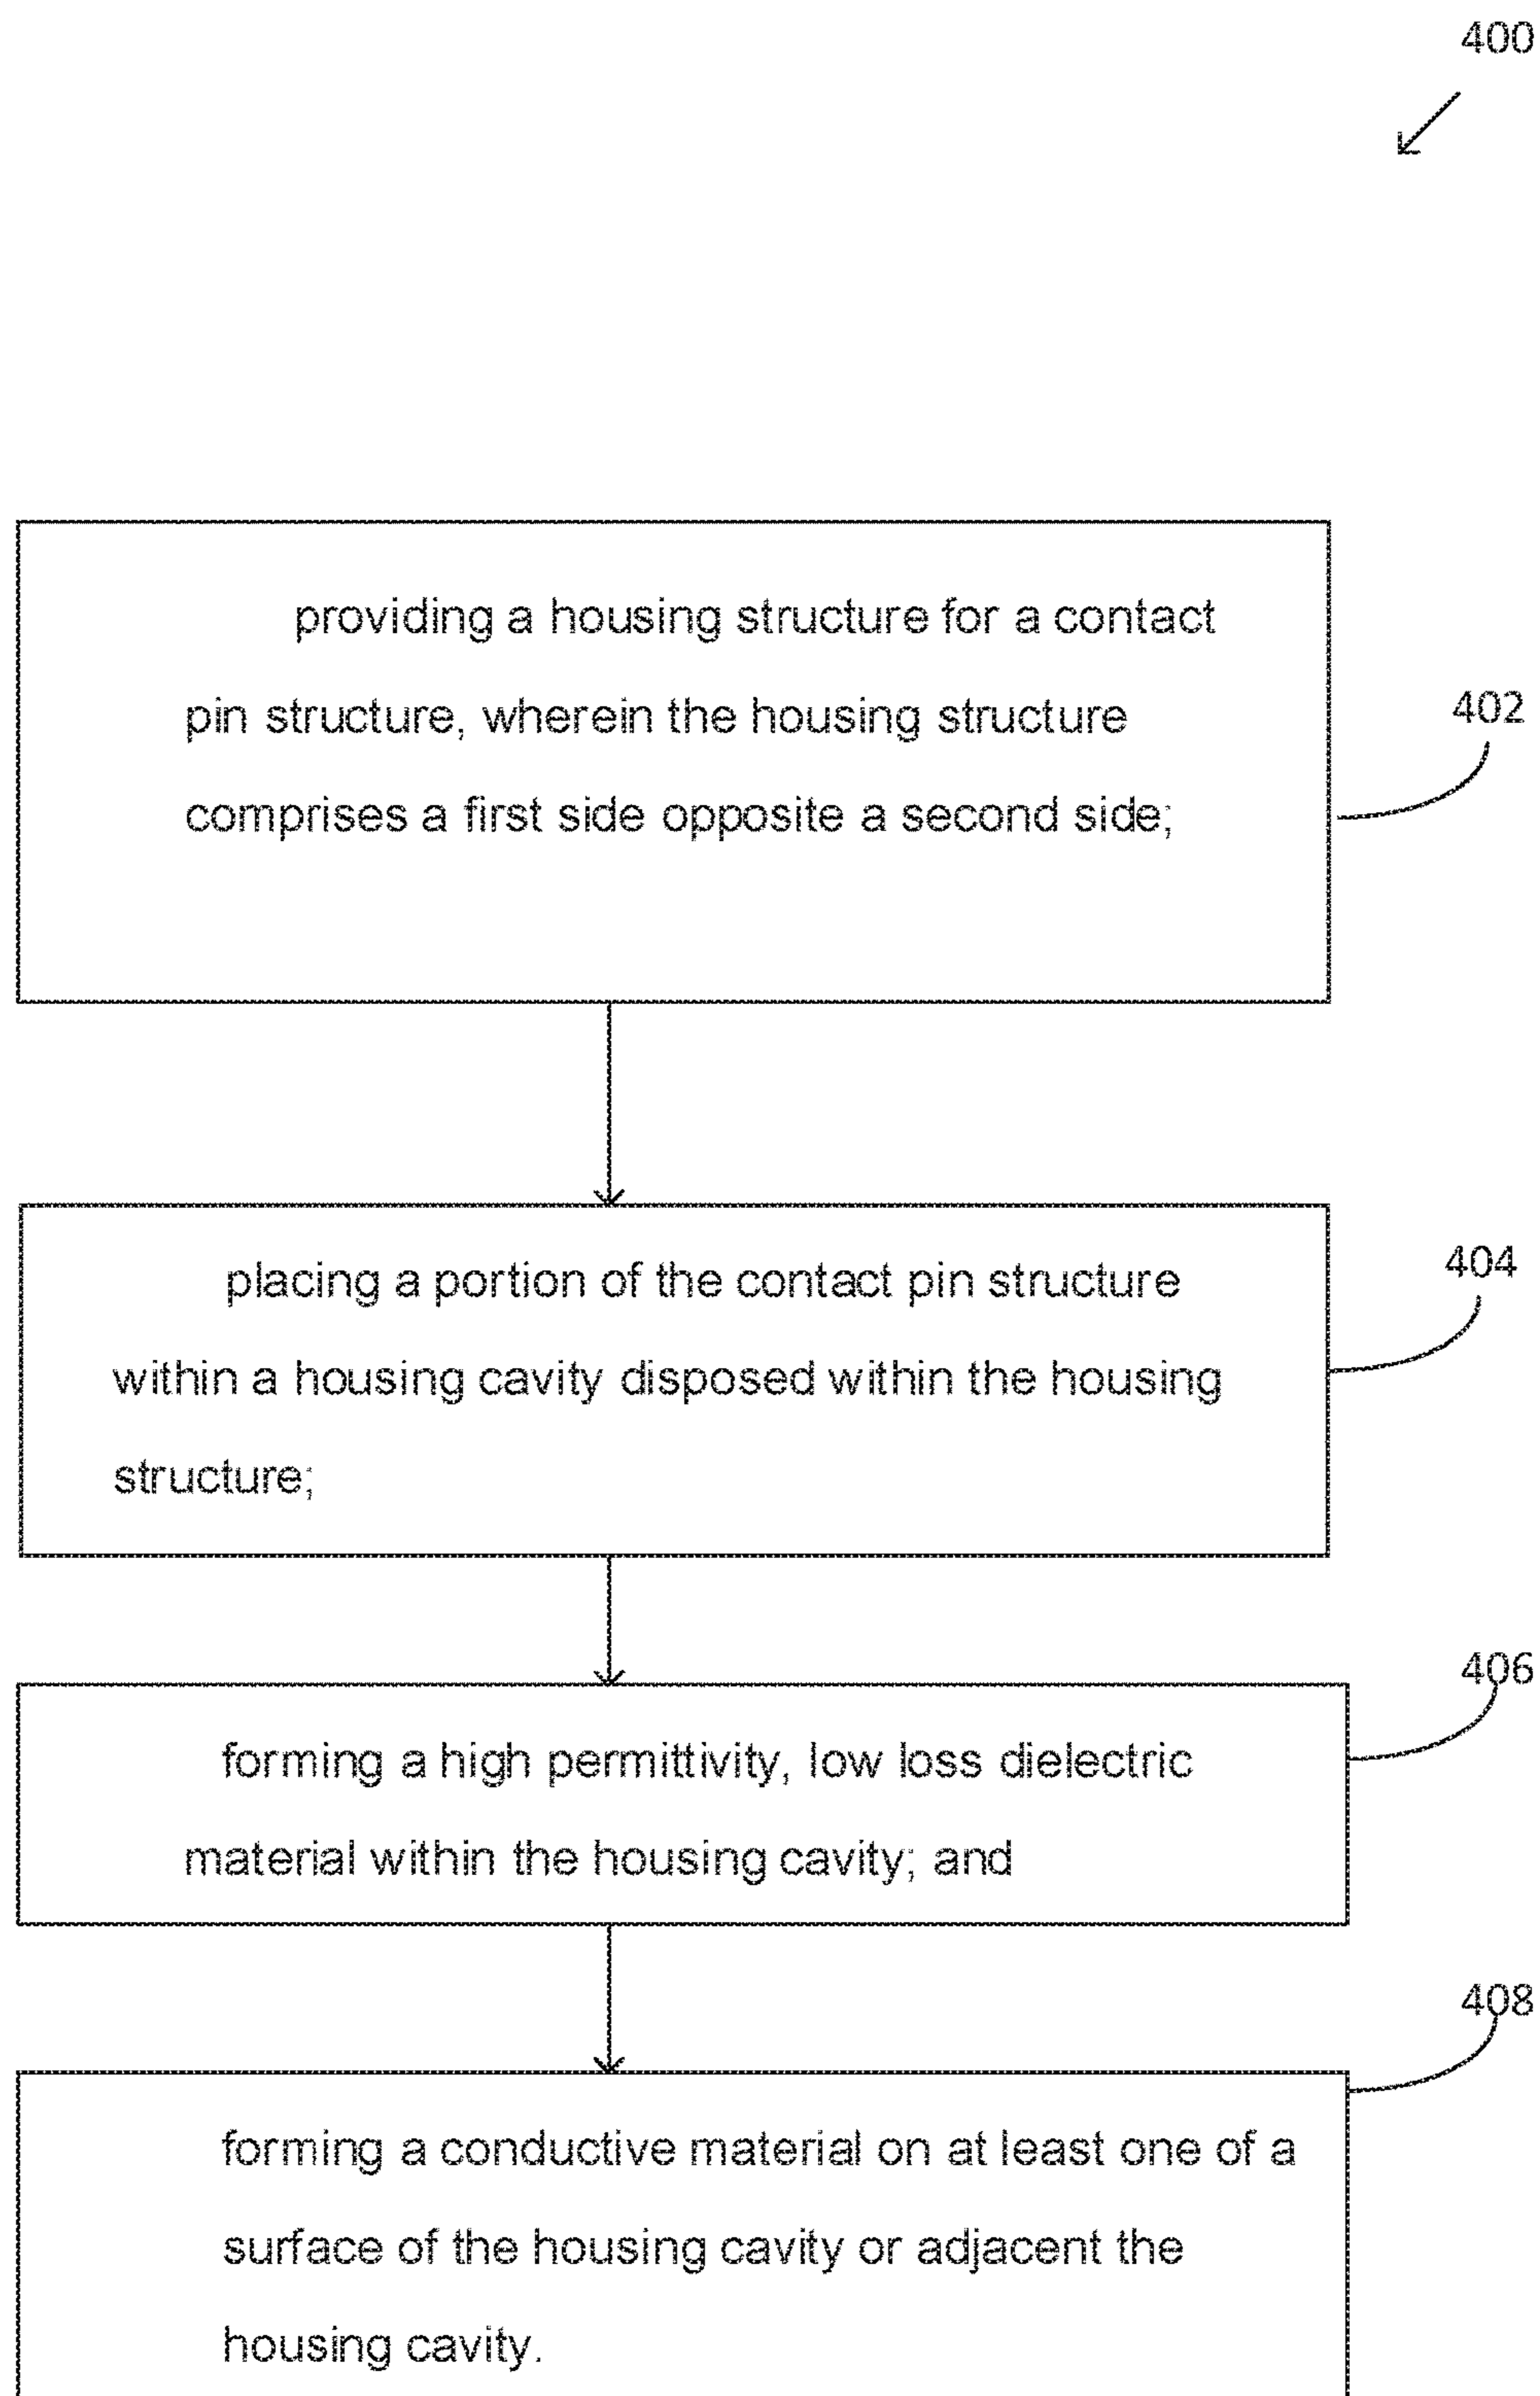 400
providing a housing structure for a contact
pin structure, wherein the housing structure
comprises a first side opposite a second side;
402
placing a portion of the contact pin structure
within a housing cavity disposed within the housing
structure;
404
forming a high permittivity, low loss dielectric
material within the housing cavity; and
406
forming a conductive material on at least one of a
surface of the housing cavity or adjacent the
housing cavity.
408